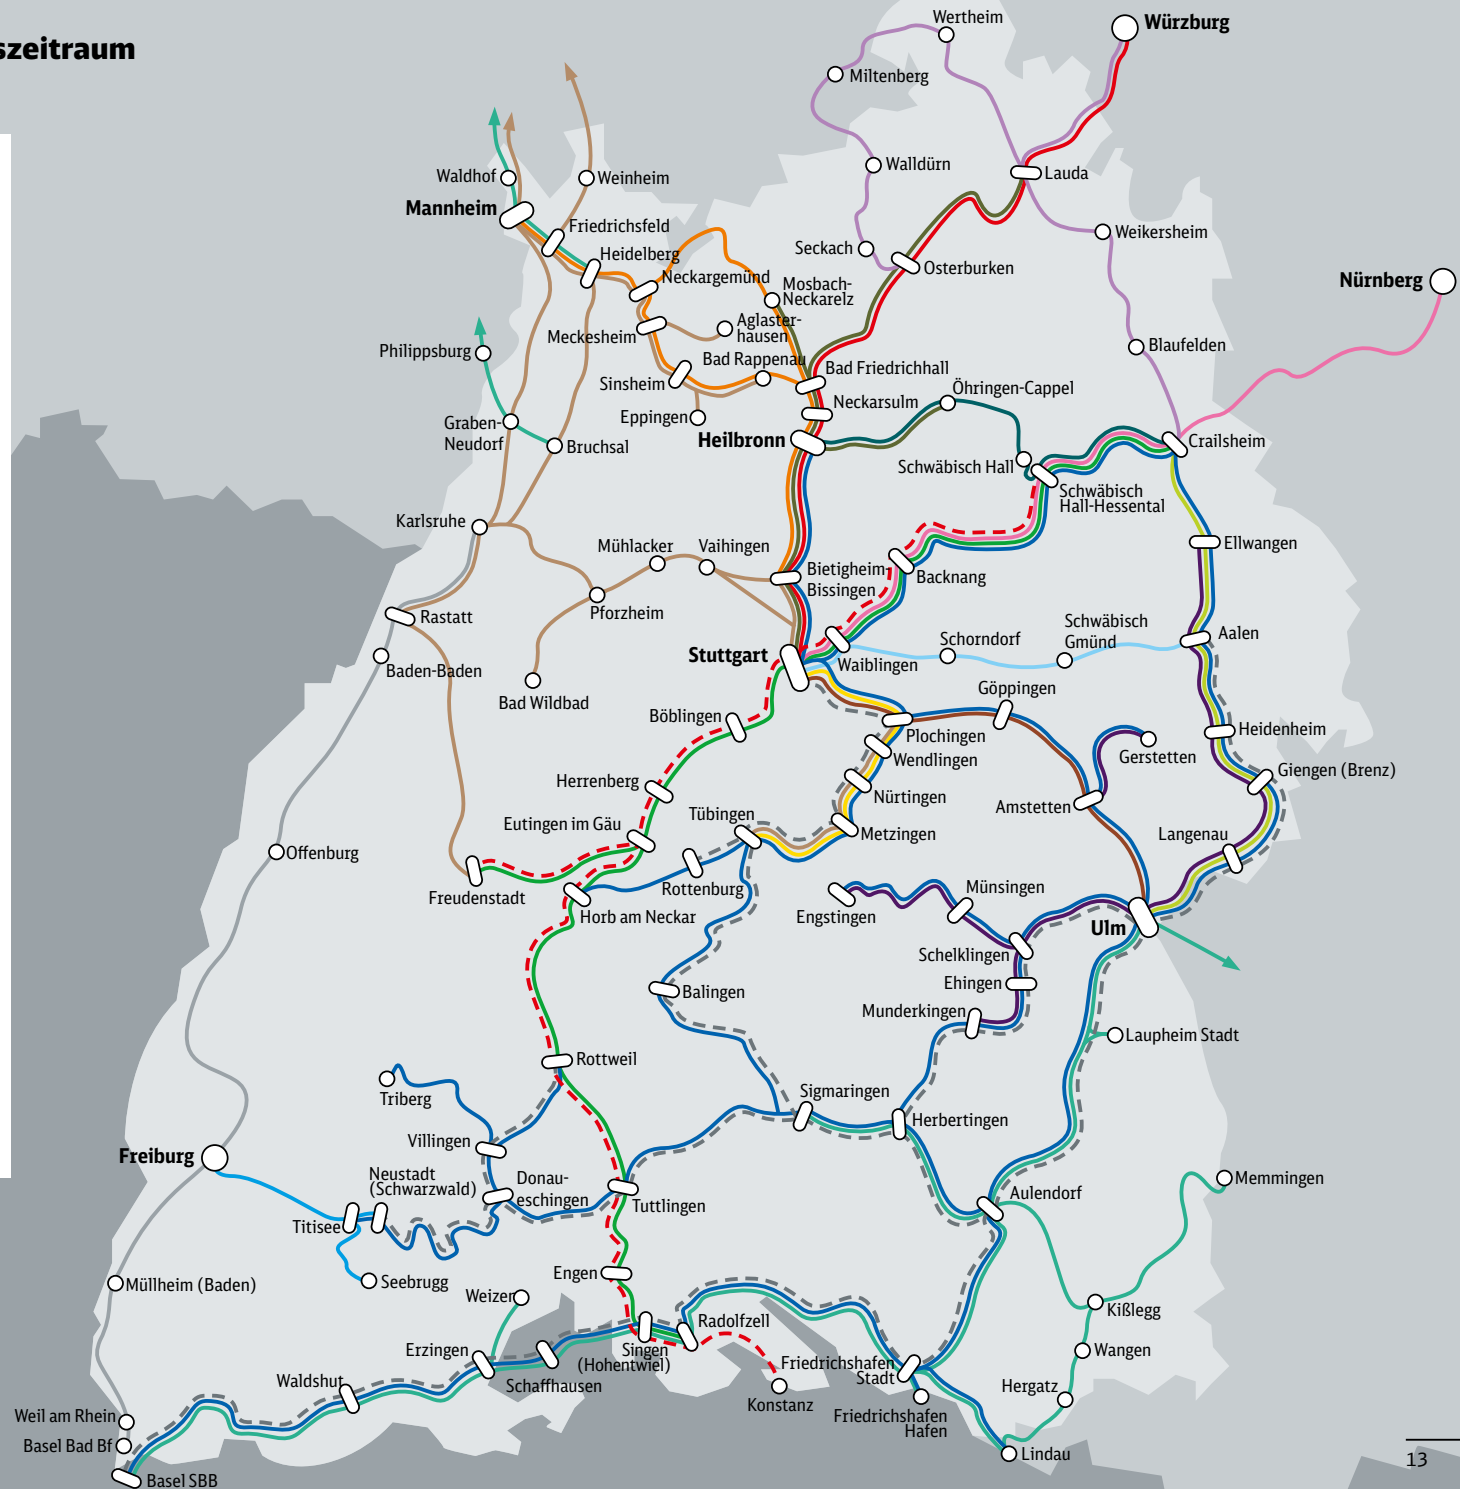 szeitraum
Wertheim
Würzburg
Miltenberg
Walldürn
Lauda
Waldhof
Weinheim
Mannheim
Friedrichsfeld
Weikersheim
Seckach
Heidelberg
Osterburken
Neckargemünd
Nürnberg
Mosbach-
Neckarelz
Aglaster-
hausen
Meckesheim
Philippsburg
Blaufelden
Bad Rappenau
Bad Friedrichhall
Sinsheim
Öhringen-Cappel
Neckarsulm
Eppingen
Graben-
Neudorf
Bruchsal
Heilbronn
Crailsheim
Schwäbisch Hall
Schwäbisch
Hall-Hessental
Karlsruhe
Mühlacker
Vaihingen
Ellwangen
Bietigheim-
Bissingen
Backnang
Pforzheim
Rastatt
Schwäbisch
Gmünd
Aalen
Schorndorf
Stuttgart
Waiblingen
Baden-Baden
Bad Wildbad
Göppingen
Böblingen
Plochingen
Heidenheim
Wendlingen
Gerstetten
Giengen (Brenz)
Herrenberg
Nürtingen
Amstetten
Tübingen
Eutingen im Gäu
Metzingen
Langenau
Offenburg
Freudenstadt
Rottenburg
Münsingen
Horb am Neckar
Engstingen
Ulm
Schelklingen
Ehingen
Balingen
Munderkingen
Laupheim Stadt
Rottweil
Triberg
Sigmaringen
Herbertingen
Villingen
Freiburg
Neustadt
(Schwarzwald)
Donau-
eschingen
Memmingen
Aulendorf
Tuttlingen
Titisee
Engen
Seebrugg
Müllheim (Baden)
Weizen
Kißlegg
Radolfzell
Erzingen
Singen
(Hohentwiel)
Wangen
Friedrichshafen
Stadt
Waldshut
Schaffhausen
Hergatz
Konstanz
Weil am Rhein
Friedrichshafen
Hafen
Basel Bad Bf
Lindau
13
Basel SBB